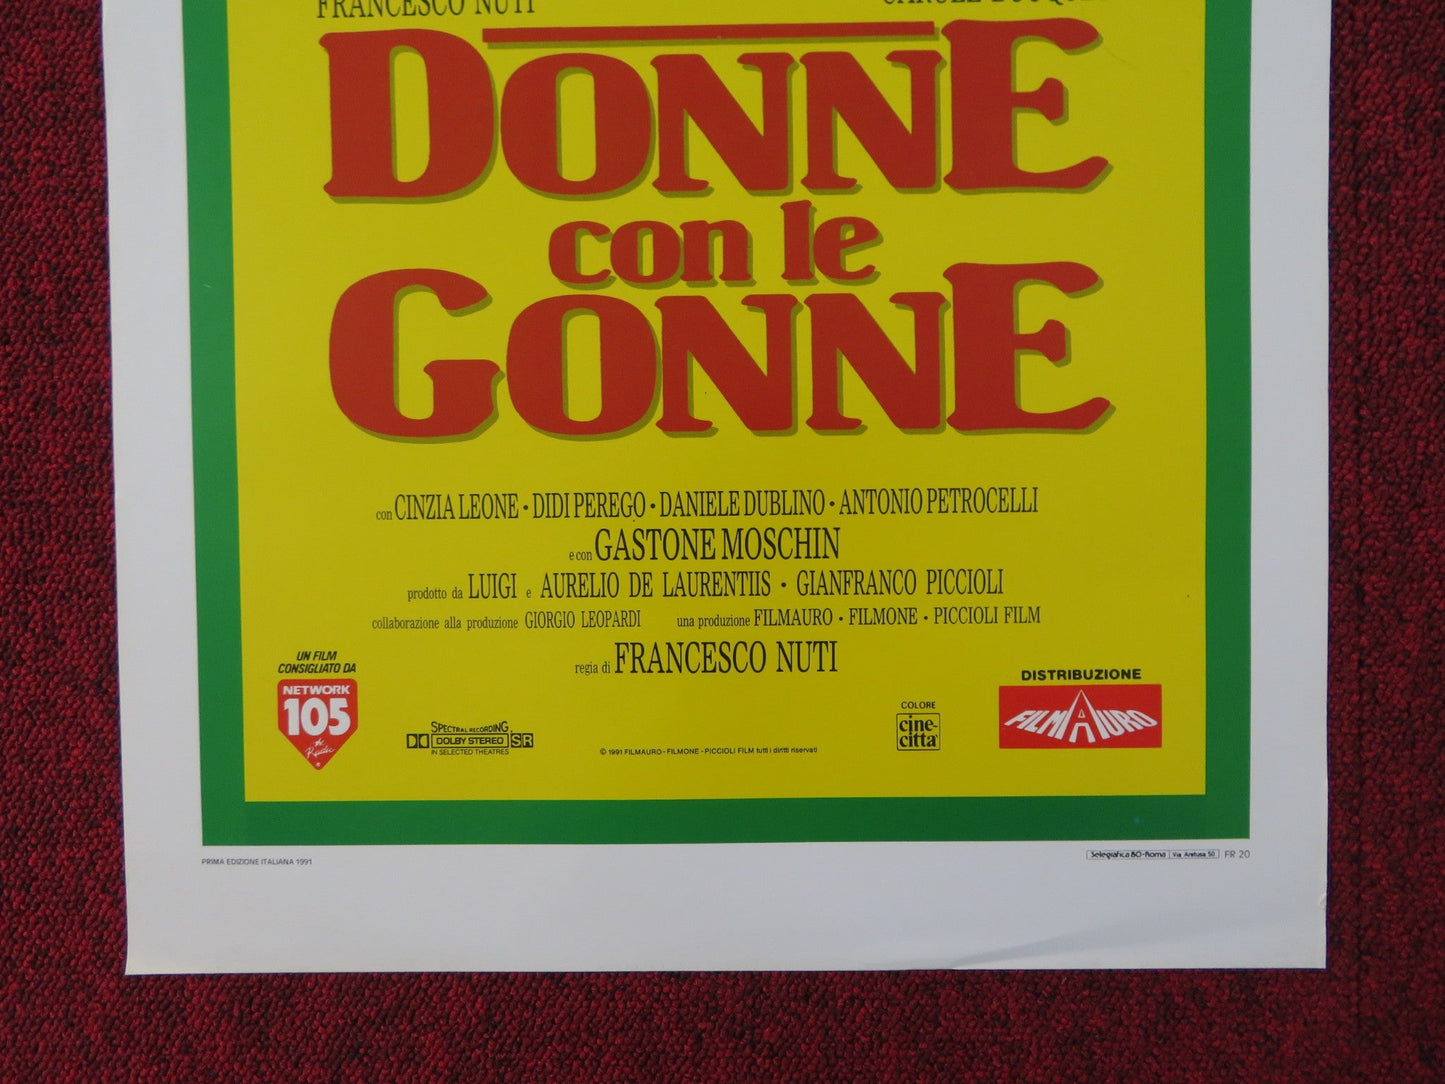 FRANCESCO NUTI
DONNE
con le
GONNE
con CINZIA LEONE • DIDI PEREGO • DANIELE DUBLINO • ANTONIO PETROCELLI
e con GASTONE MOSCHIN
prodotto da LUIGI e AURELIO DE LAURENTIIS • GIANFRANCO PICCIOLI
collaborazione alla produzione GIORGIO LEOPARDI una produzione FILMAURO • FILMONE • PICCIOLI FILM
regia di FRANCESCO NUTI
UN FILM
CONSIGLIATO DA
NETWORK
105
the
Radio
SPECTRAL RECORDING
DOLBY STEREO SR
IN SELECTED THEATRES
© 1991 FILMAURO - FILMONE - PICCIOLI FILM tutti i diritti riservati
COLORE
cine-
città
DISTRIBUZIONE
FILMAURO
PRIMA EDIZIONE ITALIANA 1991
Selegrafica 80 - Roma Via Aretusa 50 FR 20